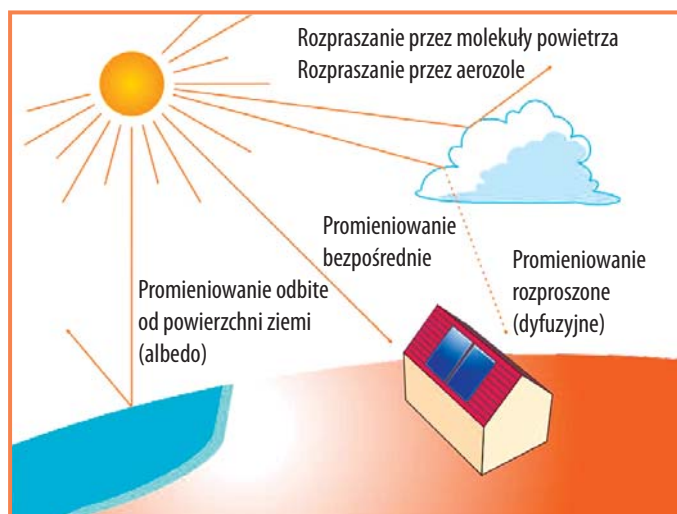 Rozpraszanie przez molekuły powietrza
Rozpraszanie przez aerozole
Promieniowanie
bezpośrednie
Promieniowanie
rozproszone
(dyfuzyjne)
Promieniowanie odbite
od powierzchni ziemi
(albedo)